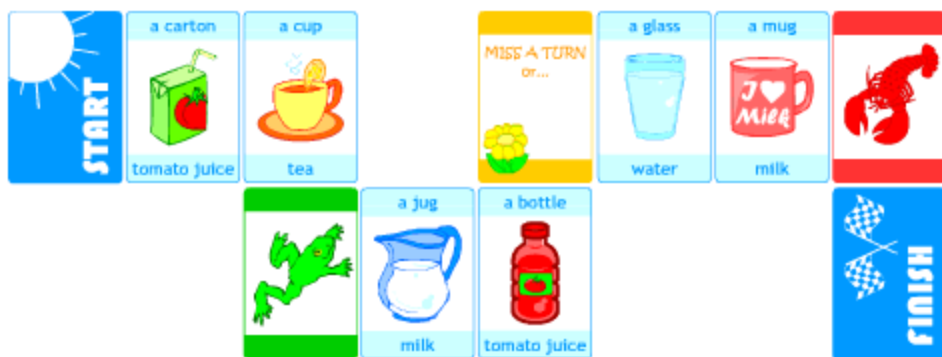 START
a carton
tomato juice
a cup
tea
MISS A TURN
or...
a glass
water
a mug
I ♥
Milk
milk
a jug
milk
a bottle
tomato juice
FINISH